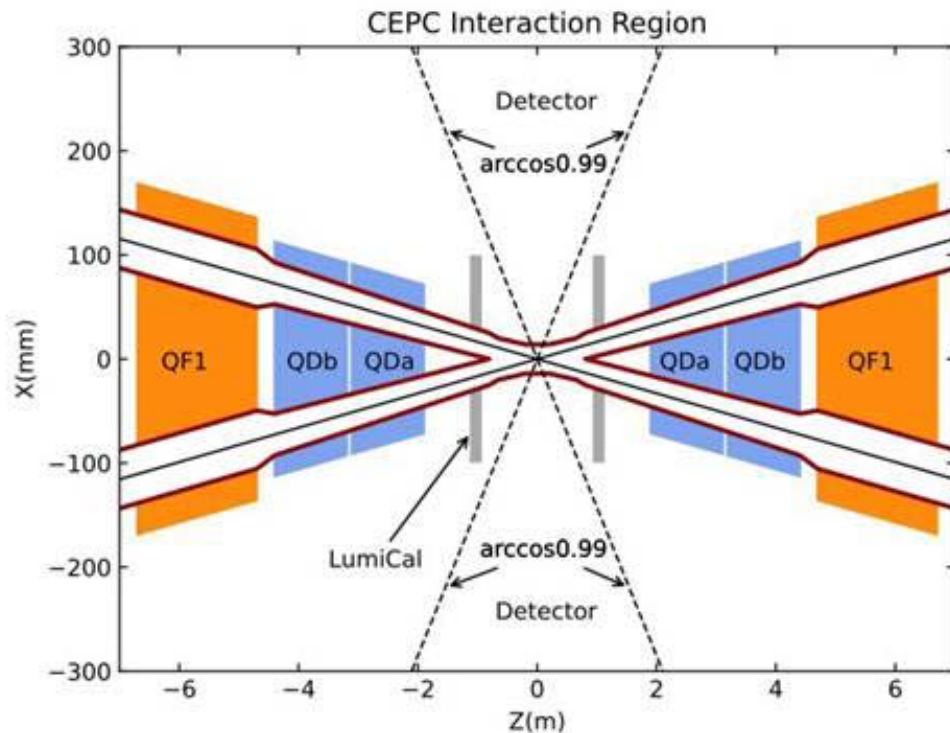 CEPC Interaction Region
300
Detector
arccos0.99
200
100
QF1 QDb QDa QDa QDb QF1
0
X(mm)
−100
LumiCal
arccos0.99
−200
Detector
−300
−6 −4 −2 0 2 4 6
Z(m)